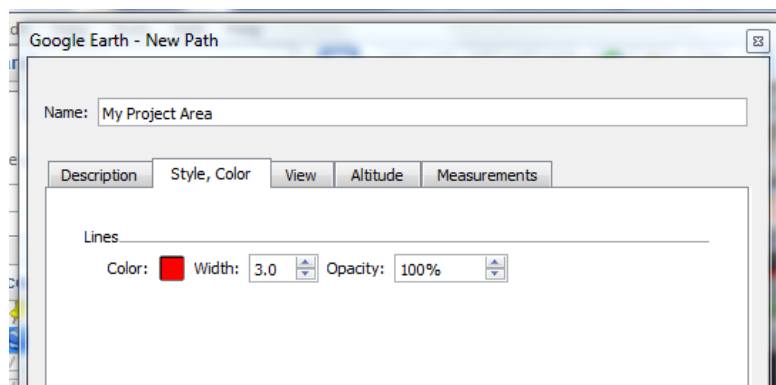 Google Earth - New Path
Name: My Project Area
Description Style, Color View Altitude Measurements
Lines
Color: Width: 3.0 Opacity: 100%